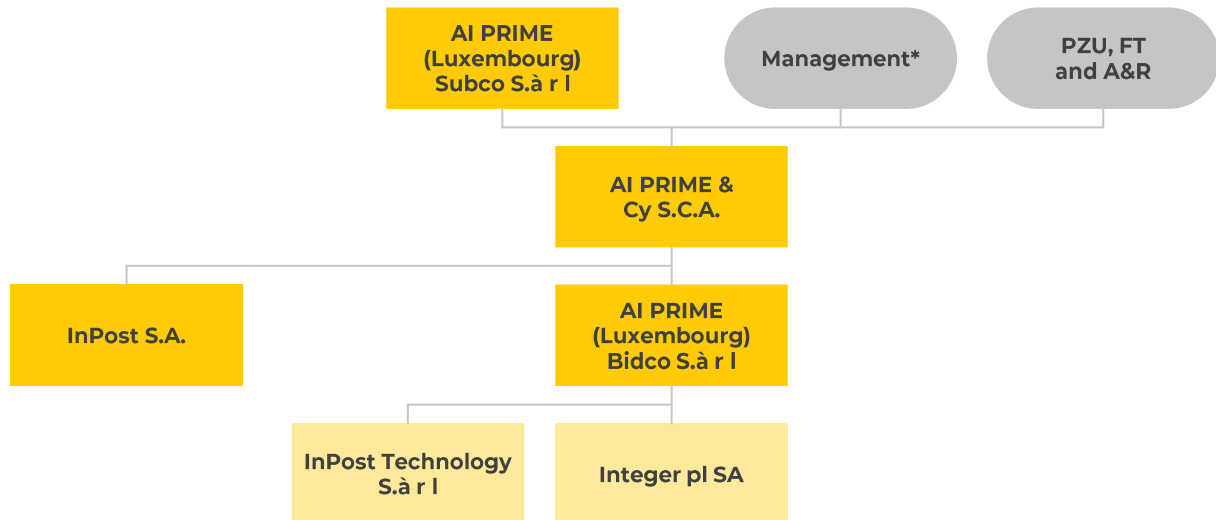 AI PRIME
(Luxembourg)
Subco S.à r l
Management*
PZU, FT
and A&R
AI PRIME &
Cy S.C.A.
InPost S.A.
AI PRIME
(Luxembourg)
Bidco S.à r l
InPost Technology
S.à r l
Integer pl SA